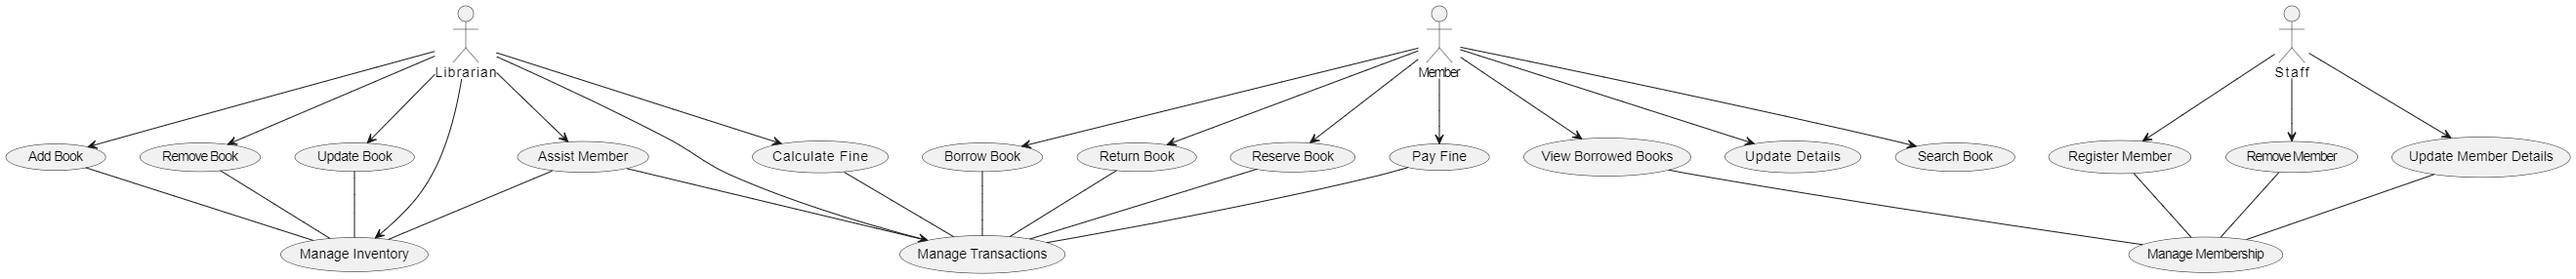 Librarian
Member
Staff
Add Book
Remove Book
Update Book
Assist Member
Calculate Fine
Borrow Book
Return Book
Reserve Book
Pay Fine
View Borrowed Books
Update Details
Search Book
Register Member
Remove Member
Update Member Details
Manage Inventory
Manage Transactions
Manage Membership